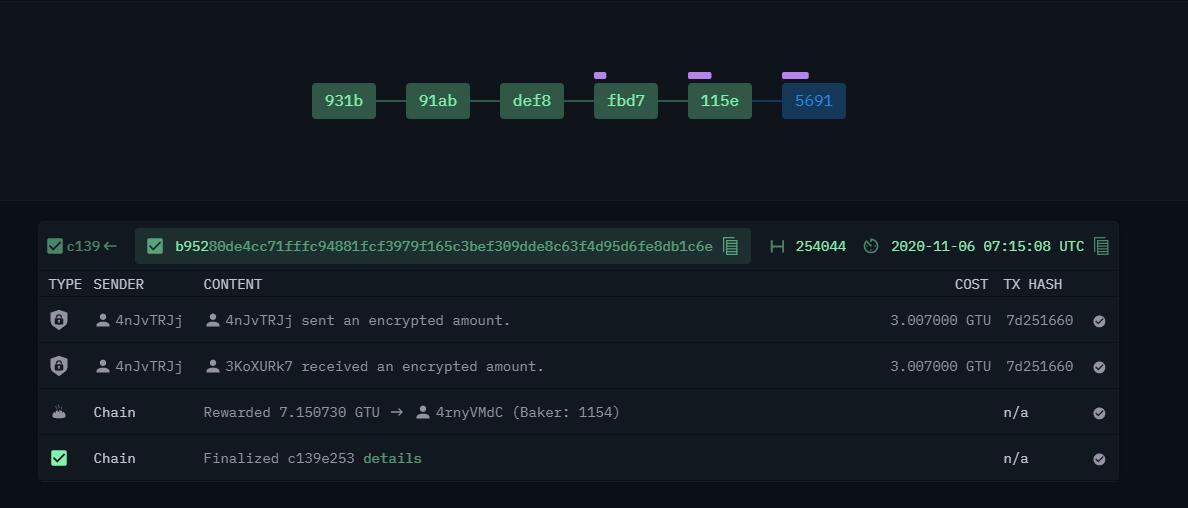 931b 91ab def8 fbd7 115e 5691
c139 b95280de4cc71fffc94881fcf3979f165c3bef309dde8c63f4d95d6fe8db1c6e 254044 2020-11-06 07:15:08 UTC
TYPE SENDER CONTENT COST TX HASH
4nJvTRJj 4nJvTRJj sent an encrypted amount. 3.007000 GTU 7d251660
4nJvTRJj 3KoXURk7 received an encrypted amount. 3.007000 GTU 7d251660
Chain Rewarded 7.150730 GTU → 4rnyVMdC (Baker: 1154) n/a
Chain Finalized c139e253 details n/a